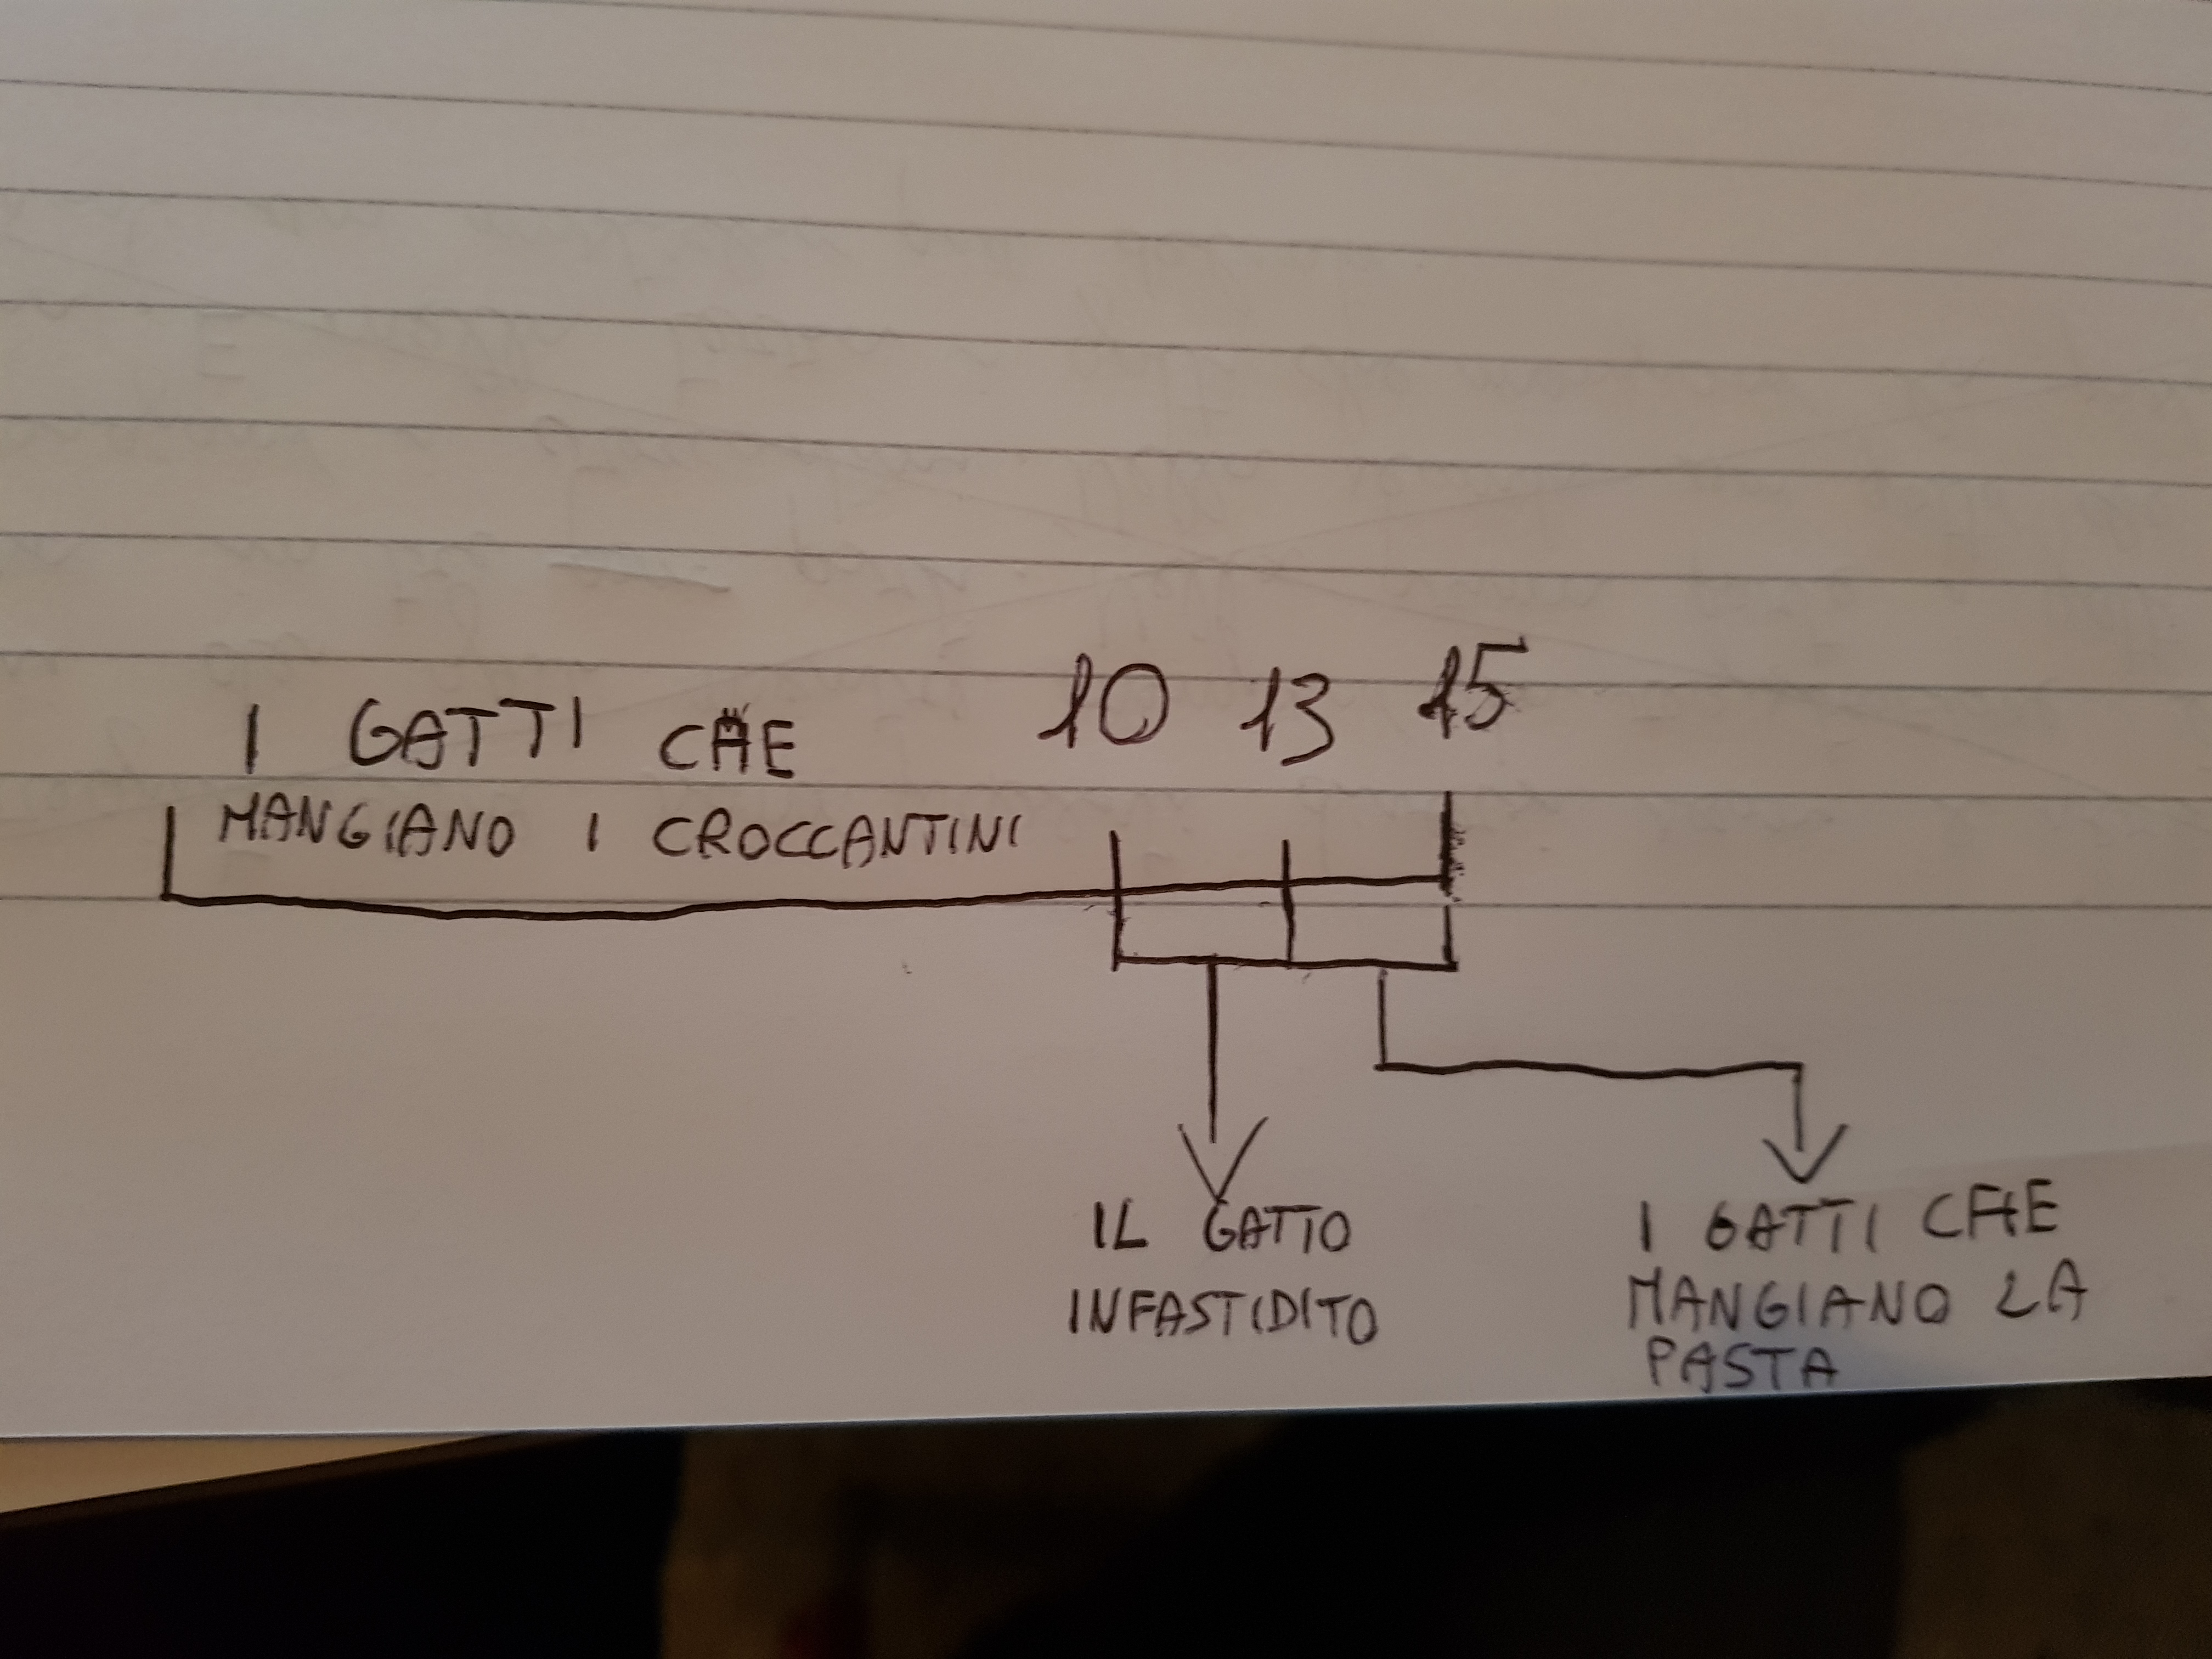 10 13 15
I GATTI CHE
MANGIANO I CROCCANTINI
IL GATTO
INFASTIDITO
I GATTI CHE
MANGIANO LA
PASTA